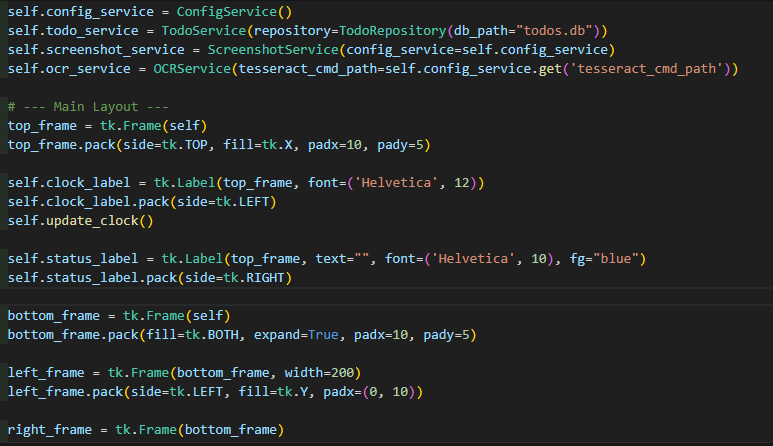 self.config_service = ConfigService()
self.todo_service = TodoService(repository=TodoRepository(db_path="todos.db"))
self.screenshot_service = ScreenshotService(config_service=self.config_service)
self.ocr_service = OCRService(tesseract_cmd_path=self.config_service.get('tesseract_cmd_path'))

# --- Main Layout ---
top_frame = tk.Frame(self)
top_frame.pack(side=tk.TOP, fill=tk.X, padx=10, pady=5)

self.clock_label = tk.Label(top_frame, font=('Helvetica', 12))
self.clock_label.pack(side=tk.LEFT)
self.update_clock()

self.status_label = tk.Label(top_frame, text="", font=('Helvetica', 10), fg="blue")
self.status_label.pack(side=tk.RIGHT)

bottom_frame = tk.Frame(self)
bottom_frame.pack(fill=tk.BOTH, expand=True, padx=10, pady=5)

left_frame = tk.Frame(bottom_frame, width=200)
left_frame.pack(side=tk.LEFT, fill=tk.Y, padx=(0, 10))

right_frame = tk.Frame(bottom_frame)